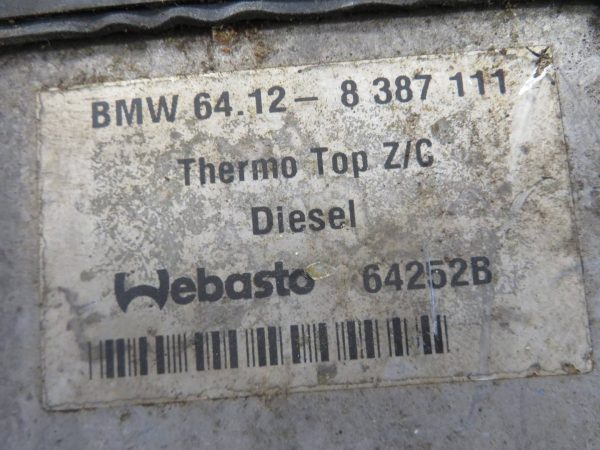 BMW 64.12- 8 387 111
Thermo Top Z/C
Diesel
Webasto 64252B